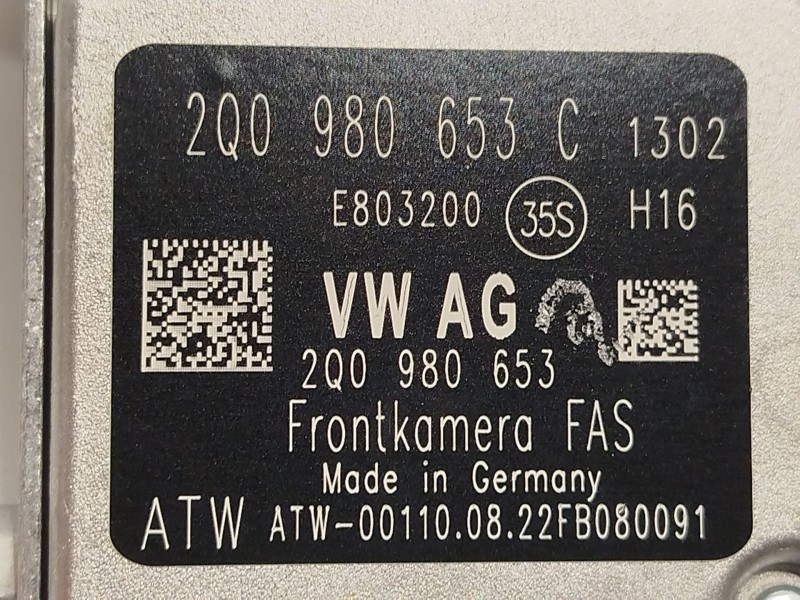 2Q0 980 653 C 1302
E803200 35S H16
VW AG
2Q0 980 653
Frontkamera FAS
Made in Germany
ATW ATW-00110.08.22FB080091